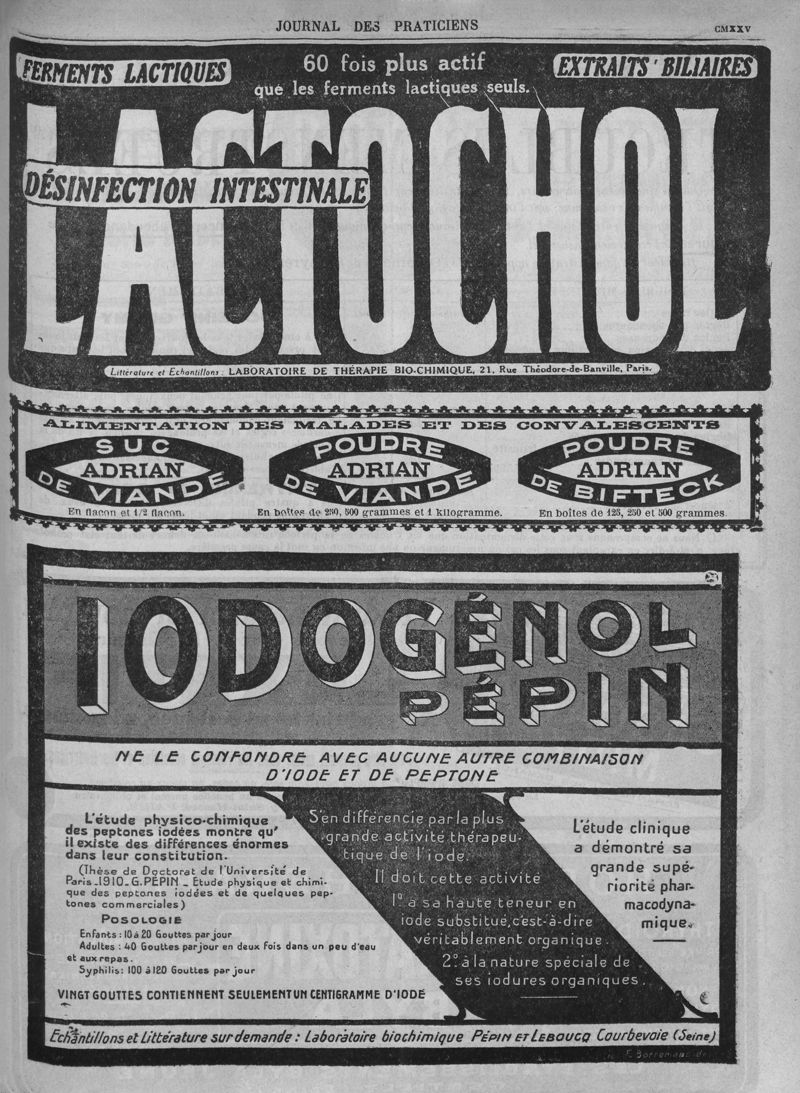 JOURNAL DES PRATICIENS
CMXXV
FERMENTS LACTIQUES
60 fois plus actif
que les ferments lactiques seuls.
EXTRAITS BILIAIRES
LACTOCHOL
DÉSINFECTION INTESTINALE
Littérature et Echantillons : LABORATOIRE DE THÉRAPIE BIO-CHIMIQUE, 21, Rue Théodore-de-Banville, Paris.
ALIMENTATION DES MALADES ET DES CONVALESCENTS
SUC
ADRIAN
DE VIANDE
En flacon et 1/2 flacon.
POUDRE
ADRIAN
DE VIANDE
En boîtes de 250, 500 grammes et 1 kilogramme.
POUDRE
ADRIAN
DE BIFTECK
En boîtes de 125, 250 et 500 grammes.
IODOGÉNOL
PÉPIN
NE LE CONFONDRE AVEC AUCUNE AUTRE COMBINAISON
D'IODE ET DE PEPTONE
L'étude physico-chimique
des peptones iodées montre qu'
il existe des différences énormes
dans leur constitution.
(Thèse de Doctorat de l'Université de
Paris_1910_G.PÉPIN _ Etude physique et chimi-
que des peptones iodées et de quelques pep-
tones commerciales)
POSOLOGIE
Enfants : 10 à 20 Gouttes par jour
Adultes : 40 Gouttes par jour en deux fois dans un peu d'eau
et aux repas.
Syphilis : 100 à 120 Gouttes par jour
VINGT GOUTTES CONTIENNENT SEULEMENT UN CENTIGRAMME D'IODE
S'en différencie par la plus
grande activité thérapeu-
tique de l'iode.
Il doit cette activité
1º. à sa haute teneur en
iode substitué, c'est-à-dire
véritablement organique.
2º. à la nature spéciale de
ses iodures organiques.
L'étude clinique
a démontré sa
grande supé-
riorité phar-
macodyna-
mique.
Echantillons et Littérature sur demande : Laboratoire biochimique PÉPIN ET LEBOUCQ Courbevoie (Seine)